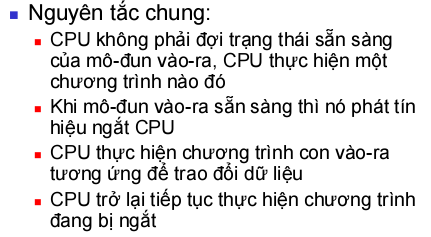 Nguyên tắc chung:
CPU không phải đợi trạng thái sẵn sàng
của mô-đun vào-ra, CPU thực hiện một
chương trình nào đó
Khi mô-đun vào-ra sẵn sàng thì nó phát tín
hiệu ngắt CPU
CPU thực hiện chương trình con vào-ra
tương ứng để trao đổi dữ liệu
CPU trở lại tiếp tục thực hiện chương trình
đang bị ngắt